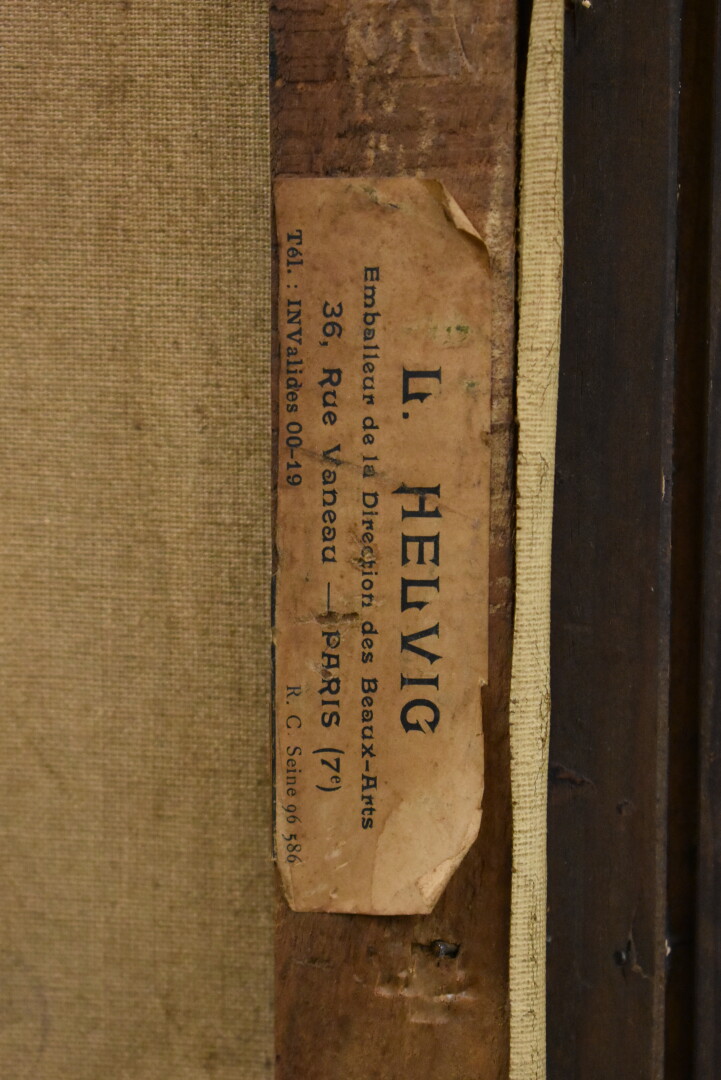 L. HELVIG
Emballeur de la Direction des Beaux-Arts
36, Rue Vaneau — PARIS (7e)
Tél. : INValides 00-19 R. C. Seine 96 586